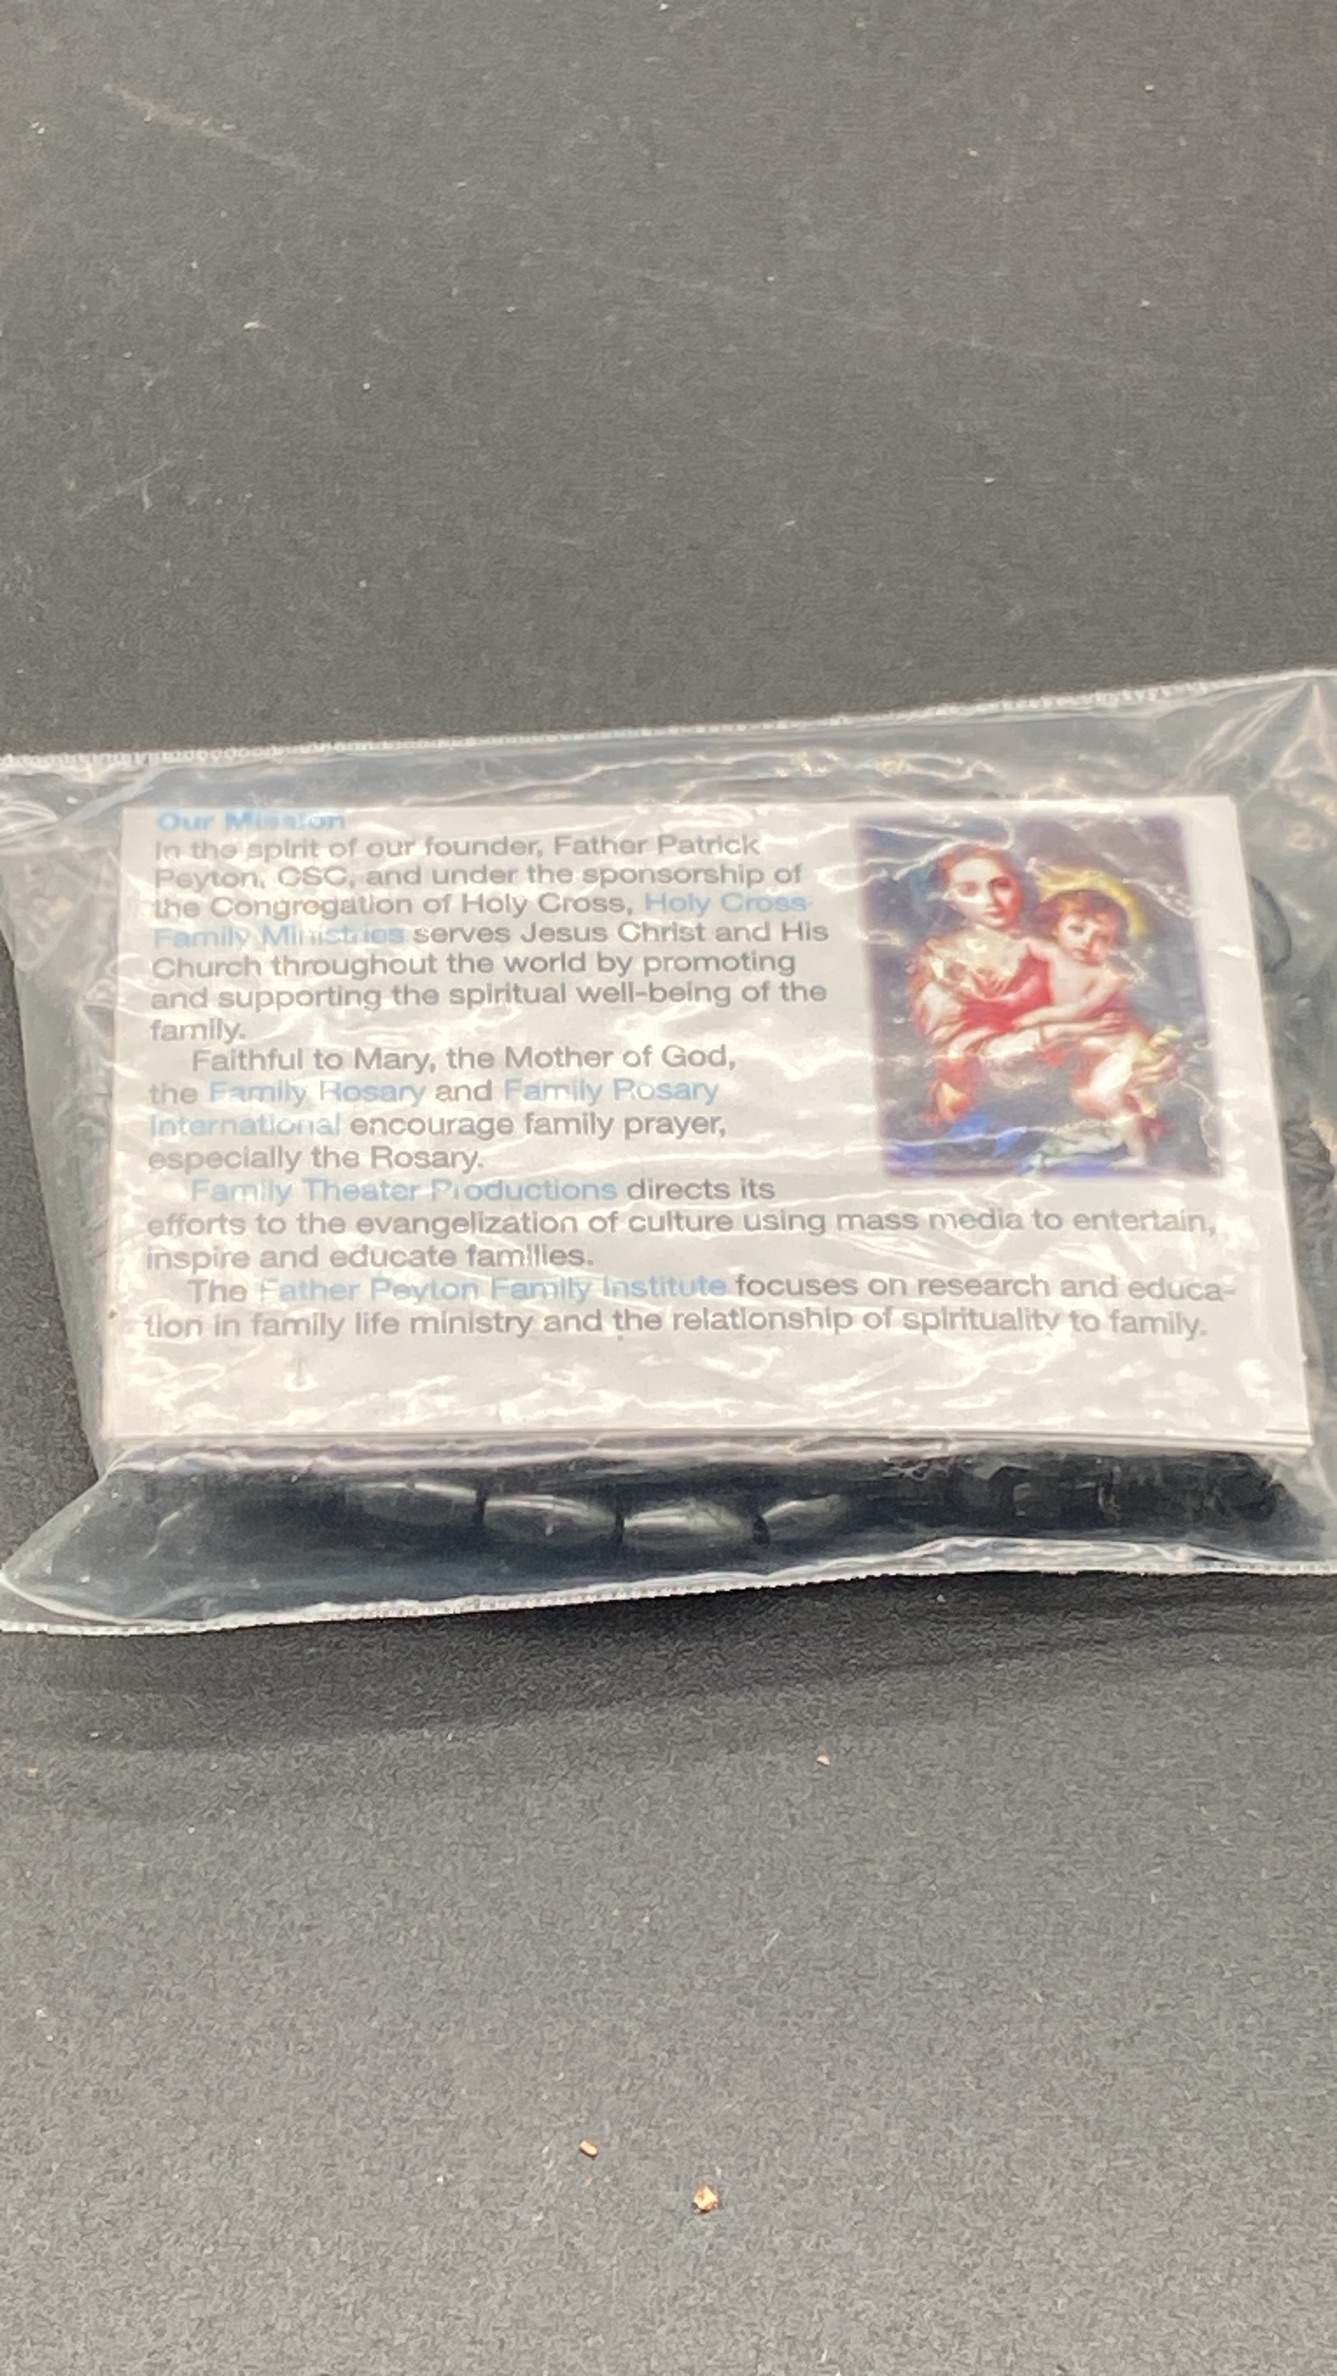 Our Mission
In the spirit of our founder, Father Patrick
Peyton, CSC, and under the sponsorship of
the Congregation of Holy Cross, Holy Cross
Family Ministries serves Jesus Christ and His
Church throughout the world by promoting
and supporting the spiritual well-being of the
family.
Faithful to Mary, the Mother of God,
the Family Rosary and Family Rosary
International encourage family prayer,
especially the Rosary.
Family Theater Productions directs its
efforts to the evangelization of culture using mass media to entertain,
inspire and educate families.
The Father Peyton Family Institute focuses on research and educa-
tion in family life ministry and the relationship of spirituality to family.